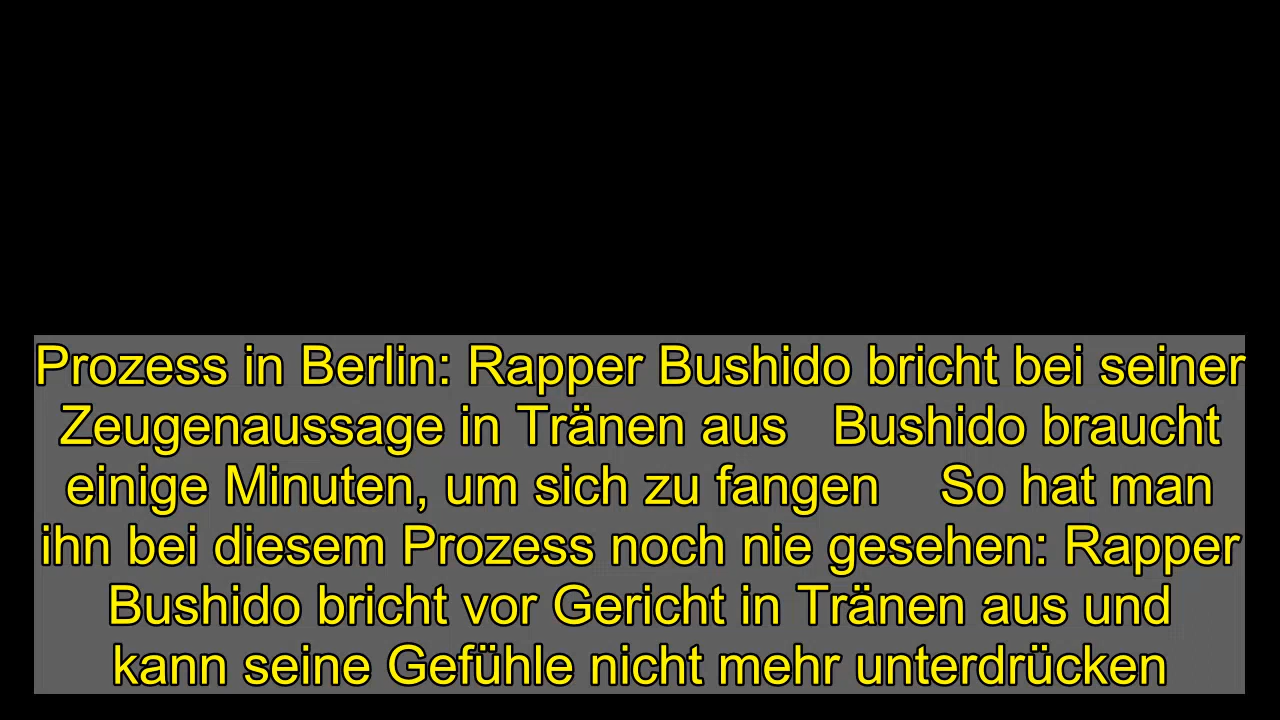 Prozess in Berlin: Rapper Bushido bricht bei seiner
Zeugenaussage in Tränen aus   Bushido braucht
einige Minuten, um sich zu fangen    So hat man
ihn bei diesem Prozess noch nie gesehen: Rapper
Bushido bricht vor Gericht in Tränen aus und
kann seine Gefühle nicht mehr unterdrücken